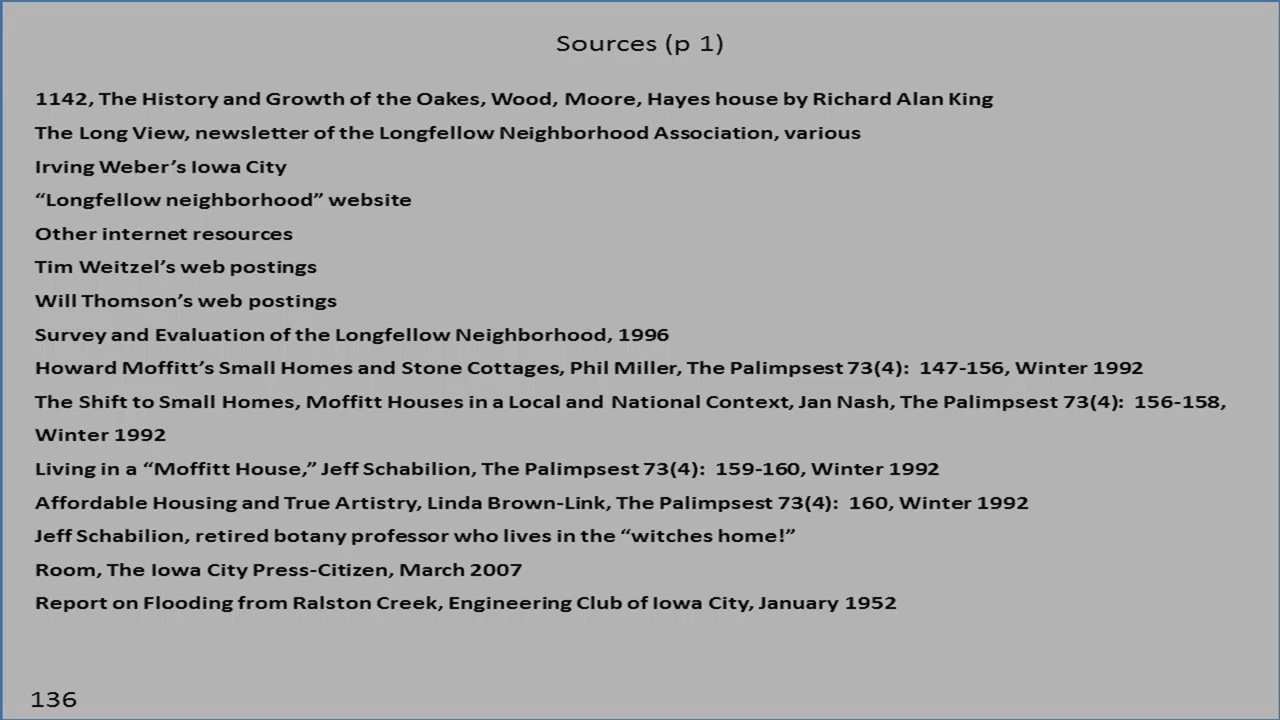 Sources (p 1)
1142, The History and Growth of the Oakes, Wood, Moore, Hayes house by Richard Alan King
The Long View, newsletter of the Longfellow Neighborhood Association, various
Irving Weber’s Iowa City
“Longfellow neighborhood” website
Other internet resources
Tim Weitzel’s web postings
Will Thomson’s web postings
Survey and Evaluation of the Longfellow Neighborhood, 1996
Howard Moffitt’s Small Homes and Stone Cottages, Phil Miller, The Palimpsest 73(4): 147-156, Winter 1992
The Shift to Small Homes, Moffitt Houses in a Local and National Context, Jan Nash, The Palimpsest 73(4): 156-158,
Winter 1992
Living in a “Moffitt House,” Jeff Schabilion, The Palimpsest 73(4): 159-160, Winter 1992
Affordable Housing and True Artistry, Linda Brown-Link, The Palimpsest 73(4): 160, Winter 1992
Jeff Schabilion, retired botany professor who lives in the “witches home!”
Room, The Iowa City Press-Citizen, March 2007
Report on Flooding from Ralston Creek, Engineering Club of Iowa City, January 1952
136